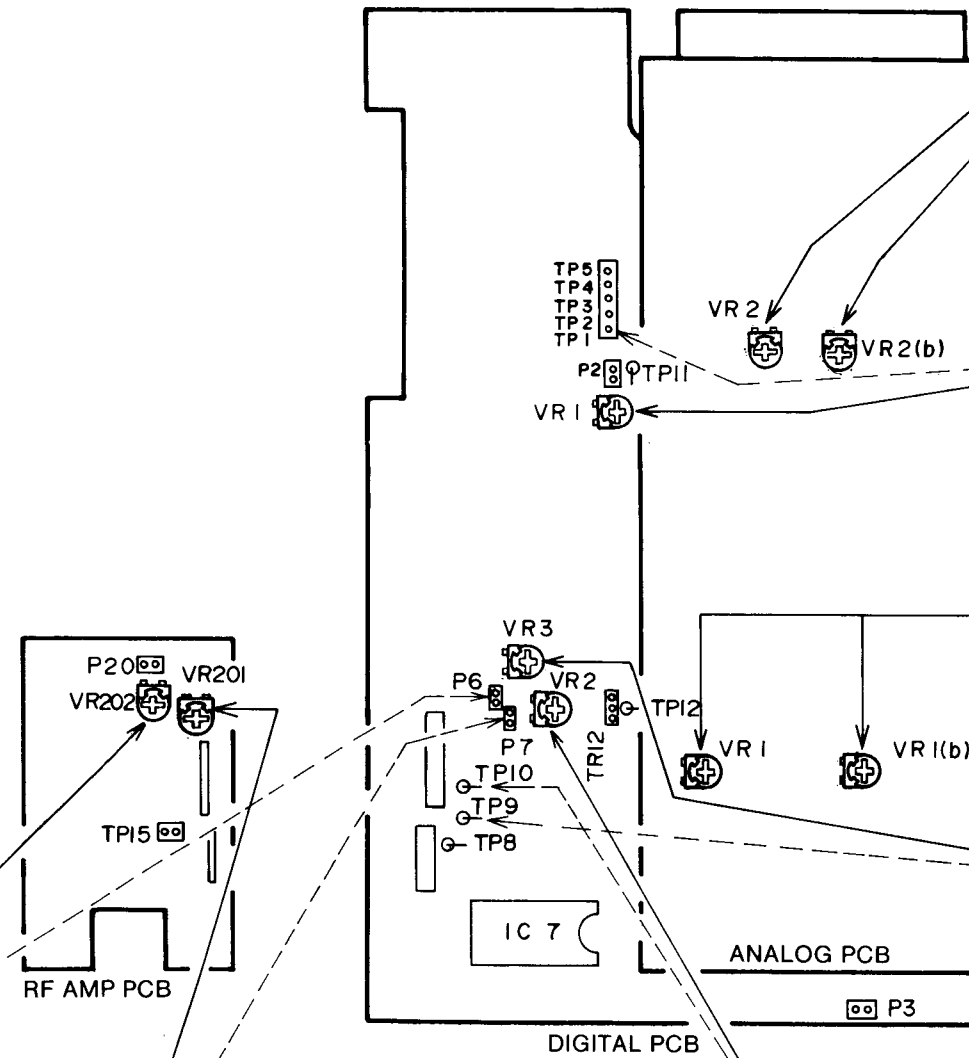 TP5
TP4
TP3
TP2
TP1
VR 2
VR2(b)
P2
TP11
VR 1
VR3
P20
VR201
VR202
P6
VR2
TP12
P7
TR12
VR 1
VR 1(b)
TP10
TP9
TP15
TP8
IC 7
ANALOG PCB
RF AMP PCB
P3
DIGITAL PCB